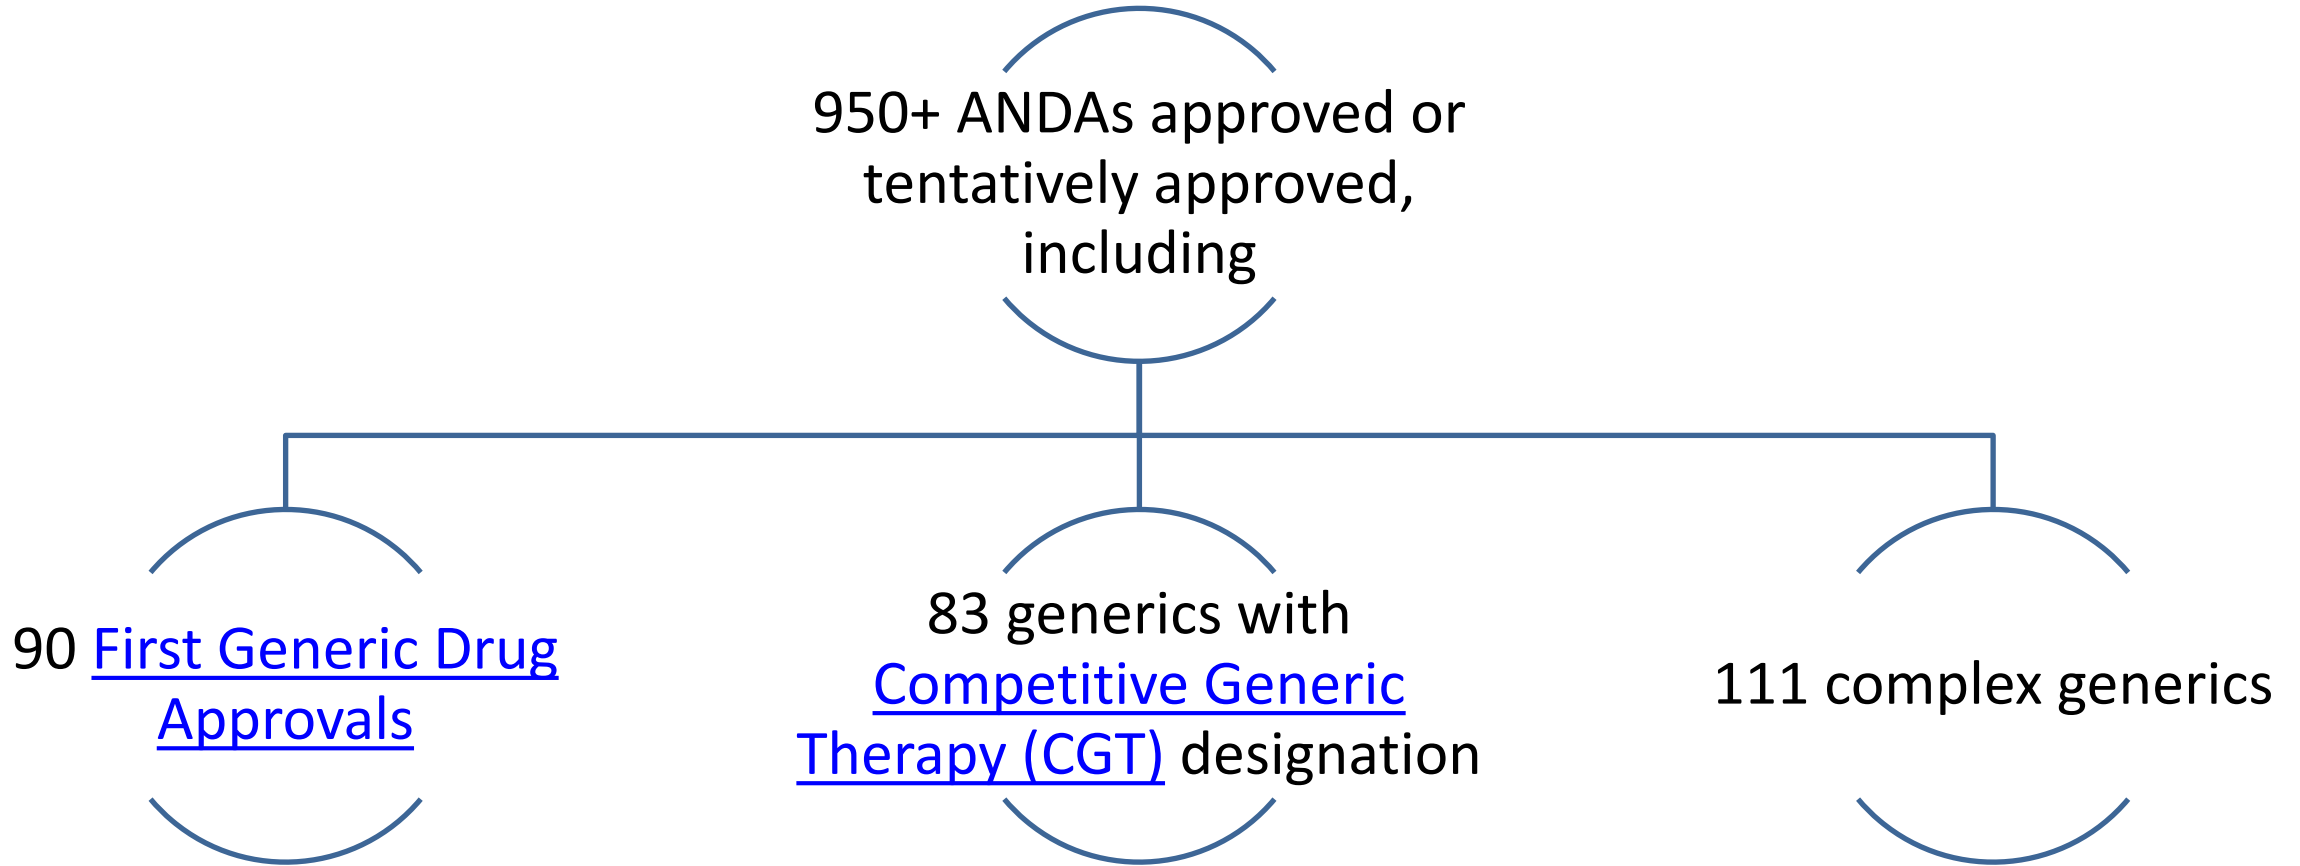 950+ ANDAs approved or
tentatively approved,
including
90 First Generic Drug
Approvals
83 generics with
Competitive Generic
Therapy (CGT) designation
111 complex generics